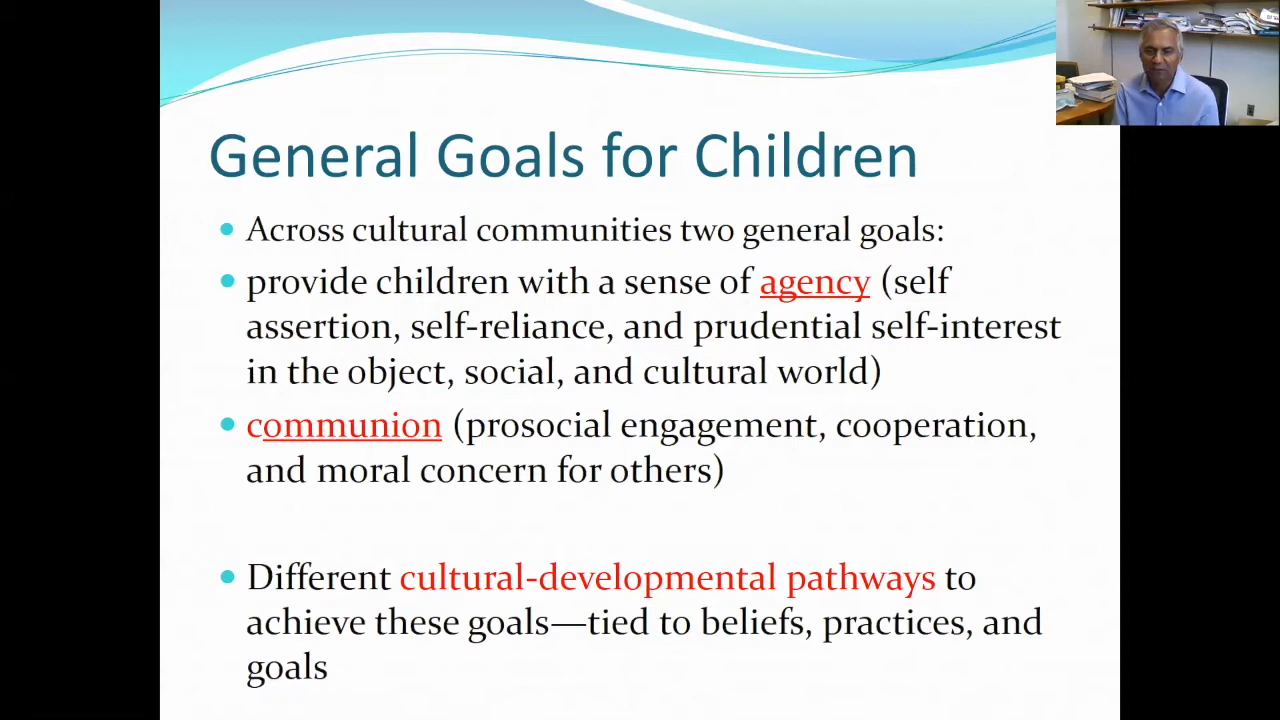 General Goals for Children
Across cultural communities two general goals:
provide children with a sense of agency (self
assertion, self-reliance, and prudential self-interest
in the object, social, and cultural world)
communion (prosocial engagement, cooperation,
and moral concern for others)
Different cultural-developmental pathways to
achieve these goals—tied to beliefs, practices, and
goals